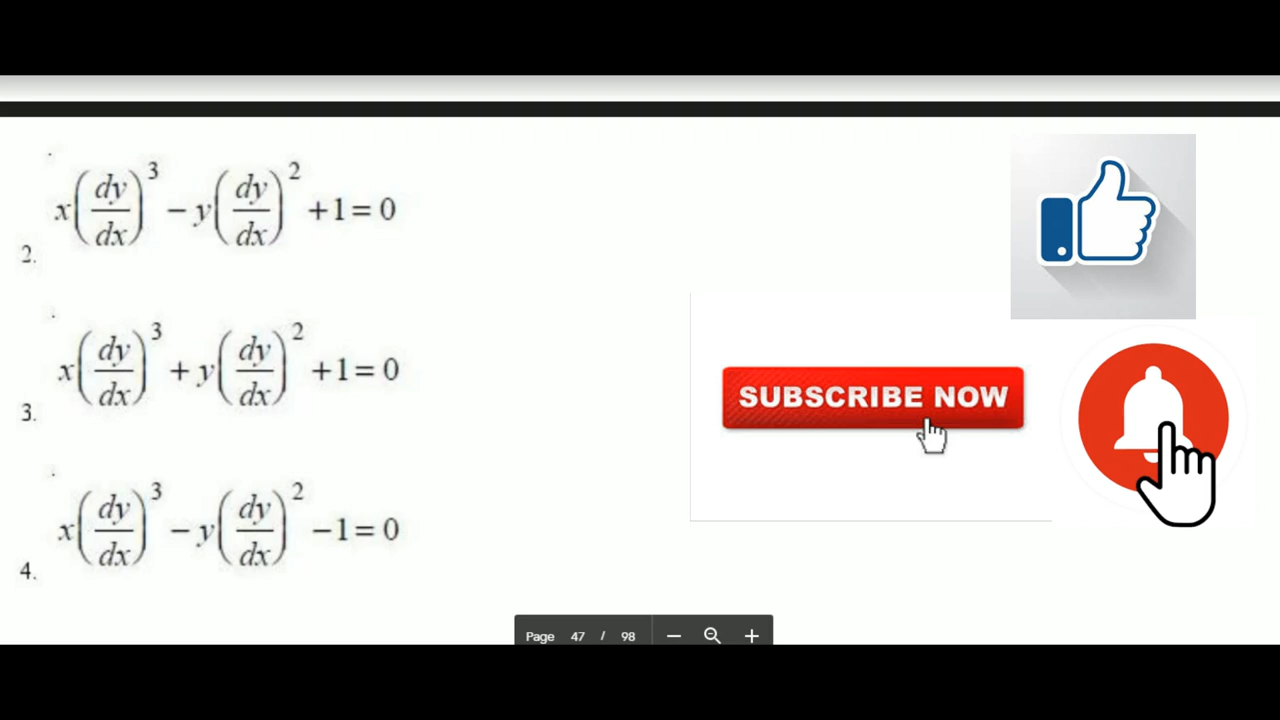 2. x(dy/dx)^3 − y(dy/dx)^2 + 1 = 0
3. x(dy/dx)^3 + y(dy/dx)^2 + 1 = 0
SUBSCRIBE NOW
4. x(dy/dx)^3 − y(dy/dx)^2 − 1 = 0
Page 47 / 98